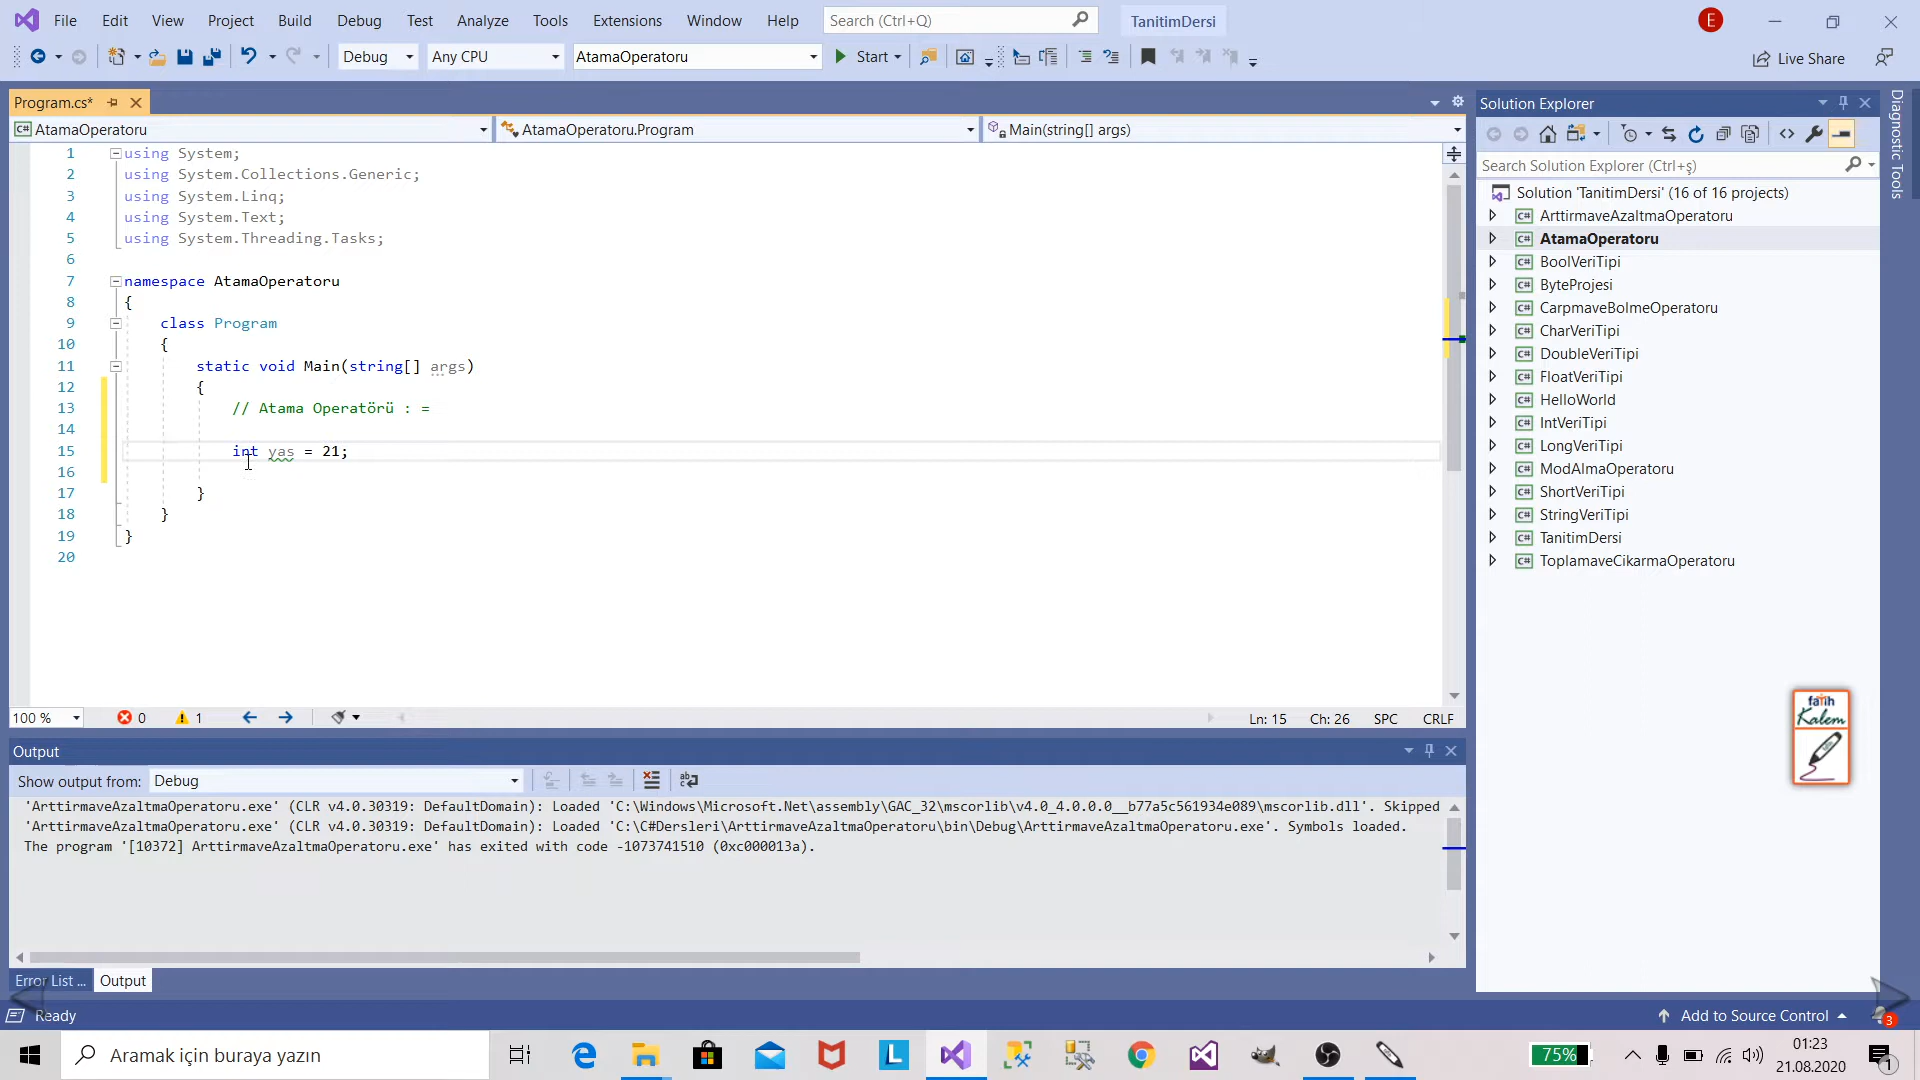 File Edit View Project Build Debug Test Analyze Tools Extensions Window Help Search (Ctrl+Q) TanitimDersi E
Debug Any CPU AtamaOperatoru Start Live Share
Program.cs*
AtamaOperatoru AtamaOperatoru.Program Main(string[] args)
1 using System;
2 using System.Collections.Generic;
3 using System.Linq;
4 using System.Text;
5 using System.Threading.Tasks;
6
7 namespace AtamaOperatoru
8 {
9 class Program
10 {
11 static void Main(string[] args)
12 {
13 // Atama Operatörü : =
14
15 int yas = 21;
16
17 }
18 }
19 }
20
100 % 0 1 Ln: 15 Ch: 26 SPC CRLF
Output
Show output from: Debug
'ArttirmaveAzaltmaOperatoru.exe' (CLR v4.0.30319: DefaultDomain): Loaded 'C:\Windows\Microsoft.Net\assembly\GAC_32\mscorlib\v4.0_4.0.0.0__b77a5c561934e089\mscorlib.dll'. Skipped
'ArttirmaveAzaltmaOperatoru.exe' (CLR v4.0.30319: DefaultDomain): Loaded 'C:\C#Dersleri\ArttirmaveAzaltmaOperatoru\bin\Debug\ArttirmaveAzaltmaOperatoru.exe'. Symbols loaded.
The program '[10372] ArttirmaveAzaltmaOperatoru.exe' has exited with code -1073741510 (0xc000013a).
Error List ... Output
Solution Explorer
Search Solution Explorer (Ctrl+ş)
Solution 'TanitimDersi' (16 of 16 projects)
C# ArttirmaveAzaltmaOperatoru
C# AtamaOperatoru
C# BoolVeriTipi
C# ByteProjesi
C# CarpmaveBolmeOperatoru
C# CharVeriTipi
C# DoubleVeriTipi
C# FloatVeriTipi
C# HelloWorld
C# IntVeriTipi
C# LongVeriTipi
C# ModAlmaOperatoru
C# ShortVeriTipi
C# StringVeriTipi
C# TanitimDersi
C# ToplamaveCikarmaOperatoru
Diagnostic Tools
fatih
Kalem
Ready Add to Source Control 3
Aramak için buraya yazın L 75% 01:23
21.08.2020 1